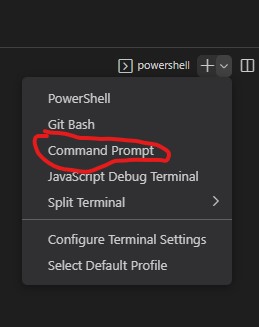 powershell
PowerShell
Git Bash
Command Prompt
JavaScript Debug Terminal
Split Terminal
Configure Terminal Settings
Select Default Profile